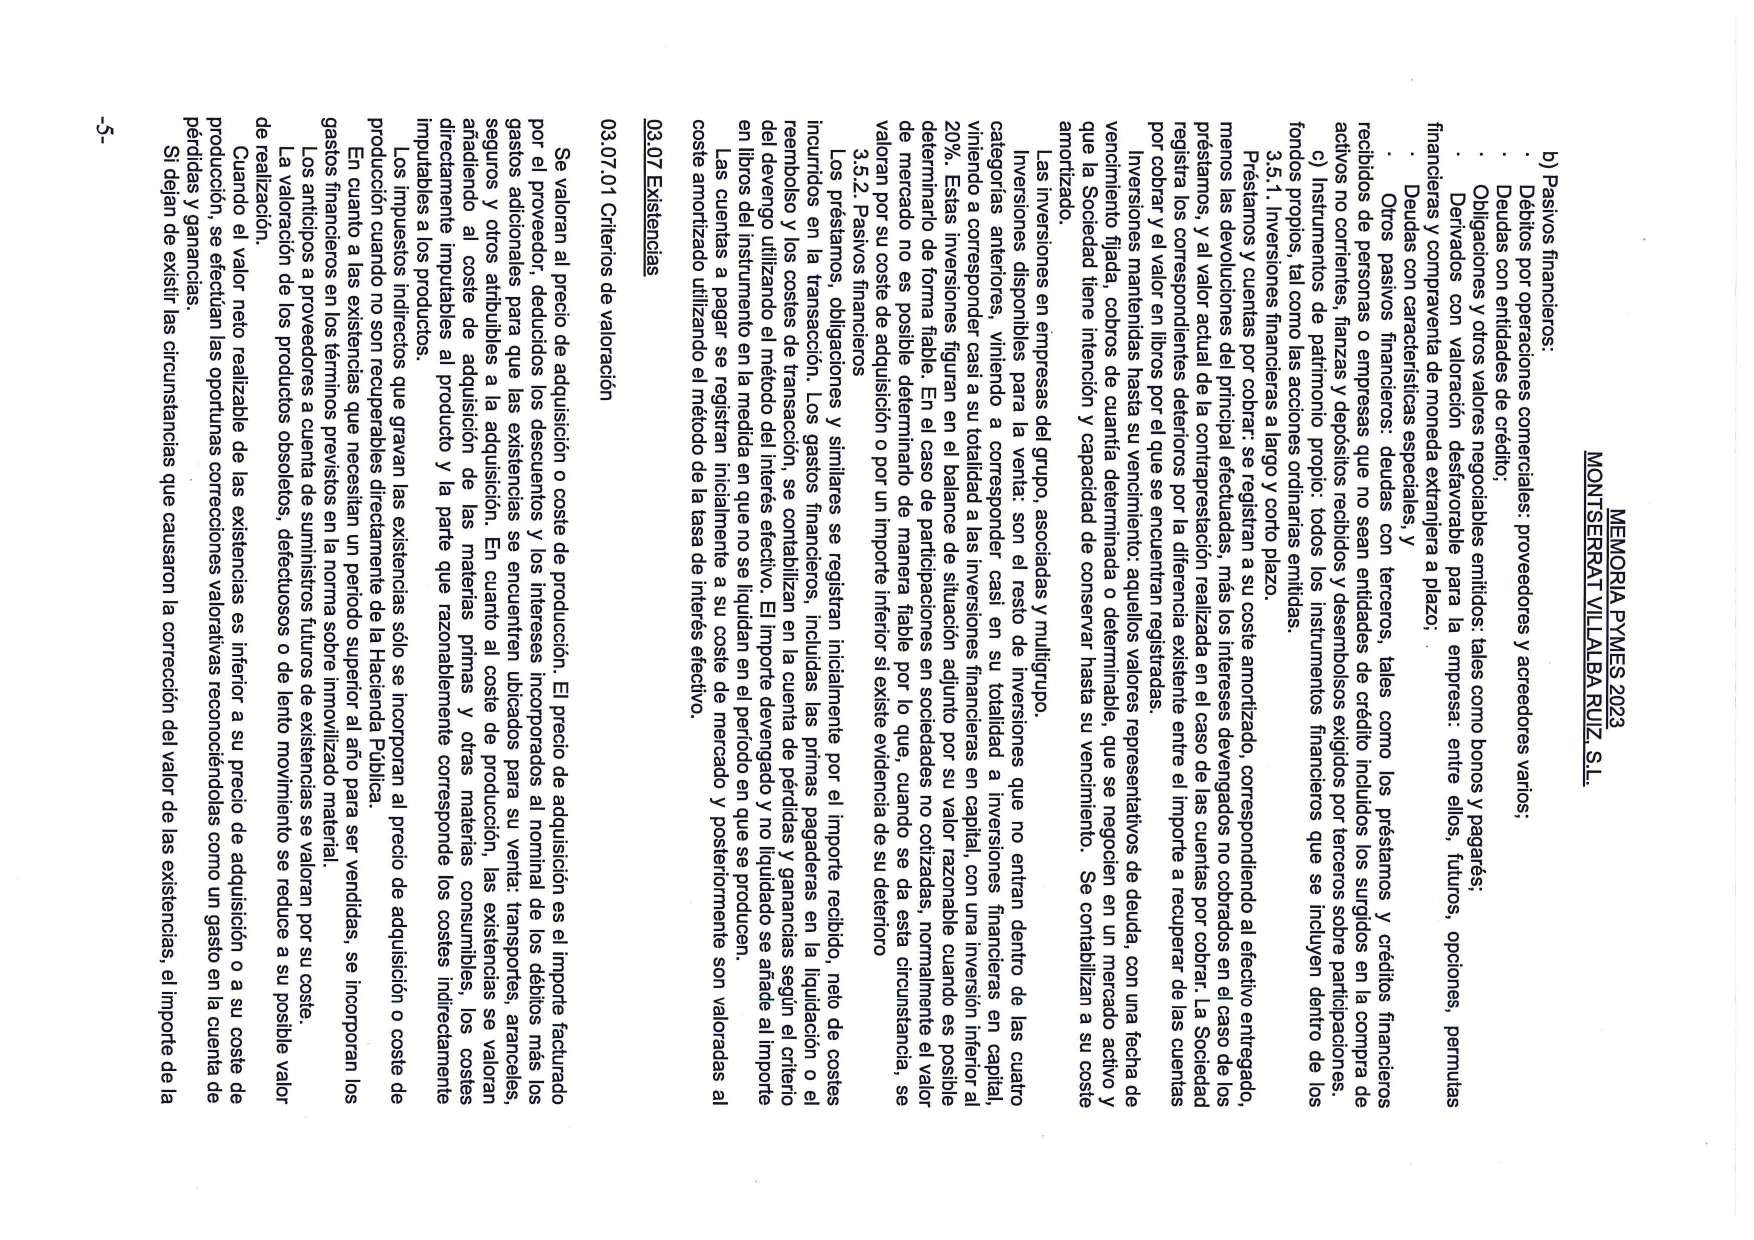 MEMORIA PYMES 2023
MONTSERRAT VILLALBA RUIZ, S.L.
b) Pasivos financieros:
· Débitos por operaciones comerciales: proveedores y acreedores varios;
· Deudas con entidades de crédito;
· Obligaciones y otros valores negociables emitidos: tales como bonos y pagarés;
· Derivados con valoración desfavorable para la empresa: entre ellos, futuros, opciones, permutas
financieras y compraventa de moneda extranjera a plazo;
· Deudas con características especiales, y
· Otros pasivos financieros: deudas con terceros, tales como los préstamos y créditos financieros
recibidos de personas o empresas que no sean entidades de crédito incluidos los surgidos en la compra de
activos no corrientes, fianzas y depósitos recibidos y desembolsos exigidos por terceros sobre participaciones.
c) Instrumentos de patrimonio propio: todos los instrumentos financieros que se incluyen dentro de los
fondos propios, tal como las acciones ordinarias emitidas.
3.5.1. Inversiones financieras a largo y corto plazo.
Préstamos y cuentas por cobrar: se registran a su coste amortizado, correspondiendo al efectivo entregado,
menos las devoluciones del principal efectuadas, más los intereses devengados no cobrados en el caso de los
préstamos, y al valor actual de la contraprestación realizada en el caso de las cuentas por cobrar. La Sociedad
registra los correspondientes deterioros por la diferencia existente entre el importe a recuperar de las cuentas
por cobrar y el valor en libros por el que se encuentran registradas.
Inversiones mantenidas hasta su vencimiento: aquellos valores representativos de deuda, con una fecha de
vencimiento fijada, cobros de cuantía determinada o determinable, que se negocien en un mercado activo y
que la Sociedad tiene intención y capacidad de conservar hasta su vencimiento. Se contabilizan a su coste
amortizado.
Las inversiones en empresas del grupo, asociadas y multigrupo.
Inversiones disponibles para la venta: son el resto de inversiones que no entran dentro de las cuatro
categorías anteriores, viniendo a corresponder casi en su totalidad a inversiones financieras en capital,
viniendo a corresponder casi a su totalidad a las inversiones financieras en capital, con una inversión inferior al
20%. Estas inversiones figuran en el balance de situación adjunto por su valor razonable cuando es posible
determinarlo de forma fiable. En el caso de participaciones en sociedades no cotizadas, normalmente el valor
de mercado no es posible determinarlo de manera fiable por lo que, cuando se da esta circunstancia, se
valoran por su coste de adquisición o por un importe inferior si existe evidencia de su deterioro
3.5.2. Pasivos financieros
Los préstamos, obligaciones y similares se registran inicialmente por el importe recibido, neto de costes
incurridos en la transacción. Los gastos financieros, incluidas las primas pagaderas en la liquidación o el
reembolso y los costes de transacción, se contabilizan en la cuenta de pérdidas y ganancias según el criterio
del devengo utilizando el método del interés efectivo. El importe devengado y no liquidado se añade al importe
en libros del instrumento en la medida en que no se liquidan en el período en que se producen.
Las cuentas a pagar se registran inicialmente a su coste de mercado y posteriormente son valoradas al
coste amortizado utilizando el método de la tasa de interés efectivo.
03.07 Existencias
03.07.01 Criterios de valoración
Se valoran al precio de adquisición o coste de producción. El precio de adquisición es el importe facturado
por el proveedor, deducidos los descuentos y los intereses incorporados al nominal de los débitos más los
gastos adicionales para que las existencias se encuentren ubicados para su venta: transportes, aranceles,
seguros y otros atribuibles a la adquisición. En cuanto al coste de producción, las existencias se valoran
añadiendo al coste de adquisición de las materias primas y otras materias consumibles, los costes
directamente imputables al producto y la parte que razonablemente corresponde los costes indirectamente
imputables a los productos.
Los impuestos indirectos que gravan las existencias sólo se incorporan al precio de adquisición o coste de
producción cuando no son recuperables directamente de la Hacienda Pública.
En cuanto a las existencias que necesitan un periodo superior al año para ser vendidas, se incorporan los
gastos financieros en los términos previstos en la norma sobre inmovilizado material.
Los anticipos a proveedores a cuenta de suministros futuros de existencias se valoran por su coste.
La valoración de los productos obsoletos, defectuosos o de lento movimiento se reduce a su posible valor
de realización.
Cuando el valor neto realizable de las existencias es inferior a su precio de adquisición o a su coste de
producción, se efectúan las oportunas correcciones valorativas reconociéndolas como un gasto en la cuenta de
pérdidas y ganancias.
Si dejan de existir las circunstancias que causaron la corrección del valor de las existencias, el importe de la
-5-